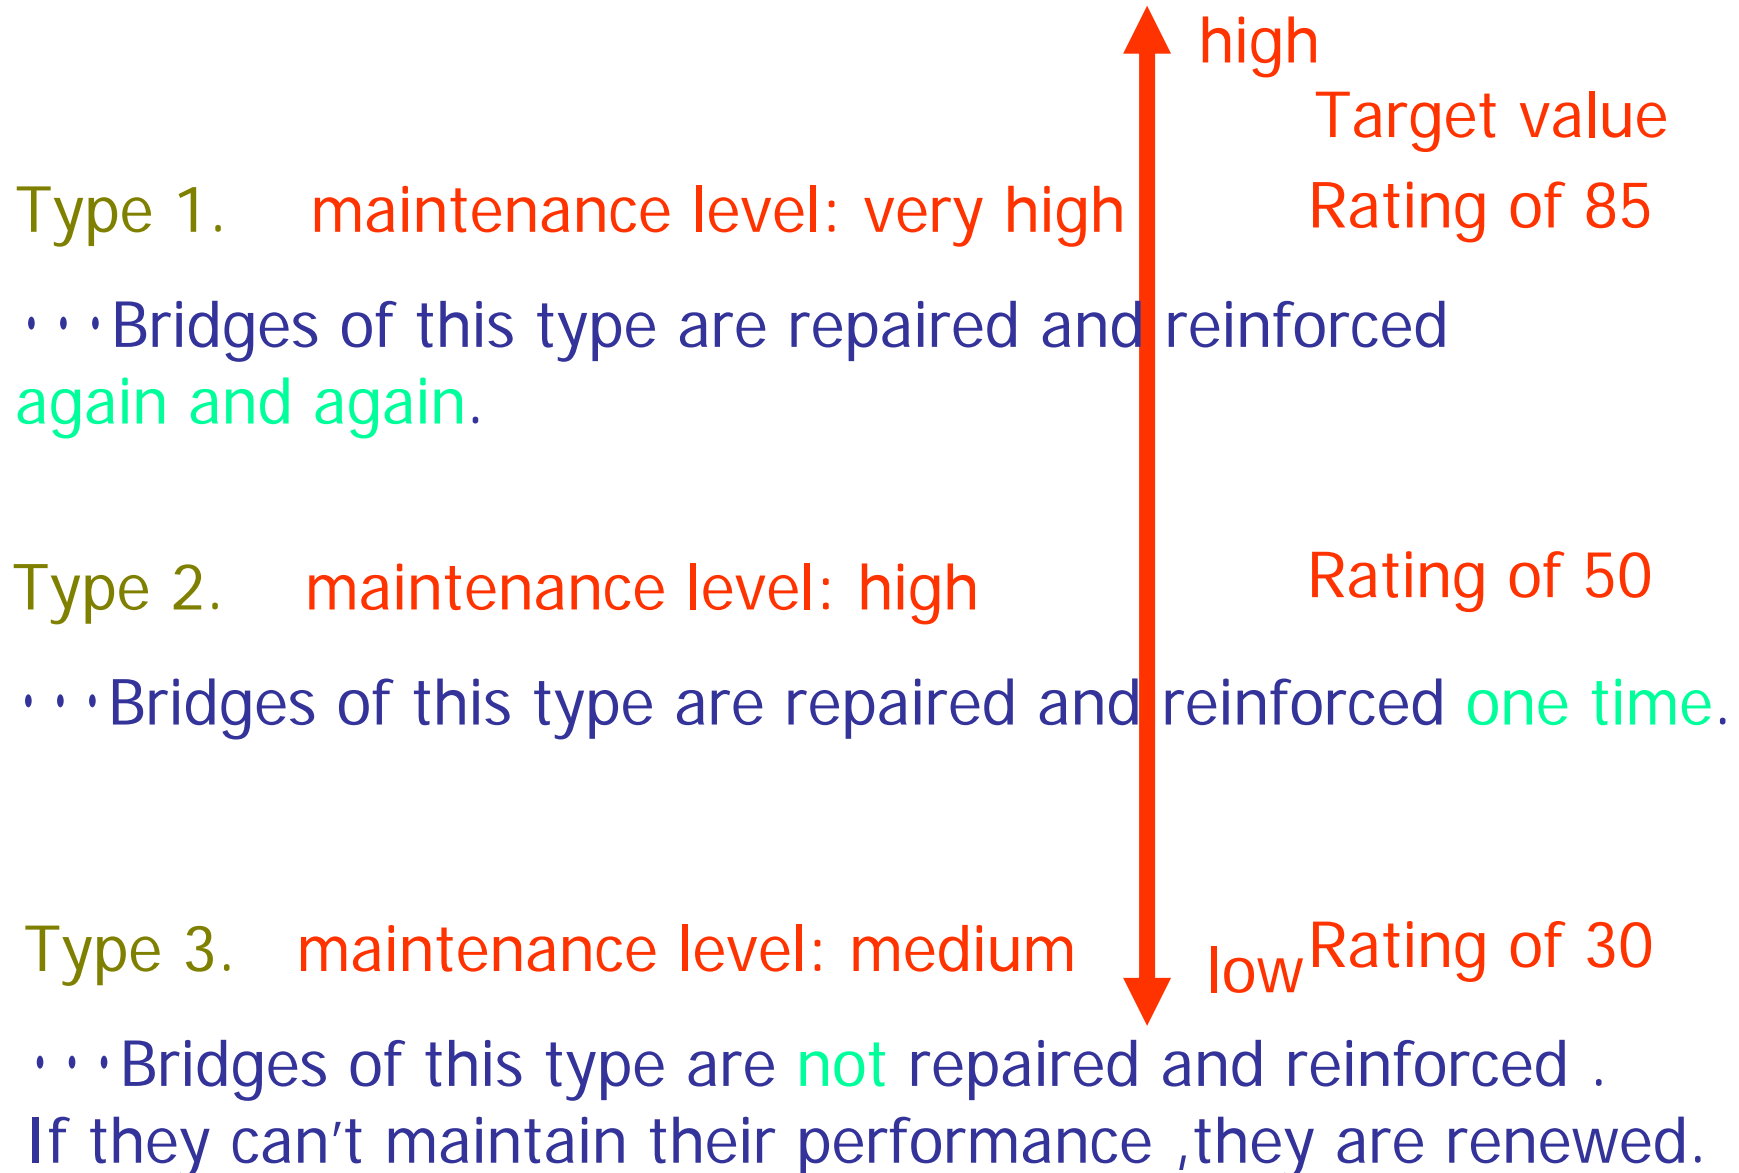 high
Target value
Type 1. maintenance level: very high Rating of 85
・・・Bridges of this type are repaired and reinforced
again and again.
Type 2. maintenance level: high Rating of 50
・・・Bridges of this type are repaired and reinforced one time.
Type 3. maintenance level: medium low Rating of 30
・・・Bridges of this type are not repaired and reinforced .
If they can't maintain their performance ,they are renewed.